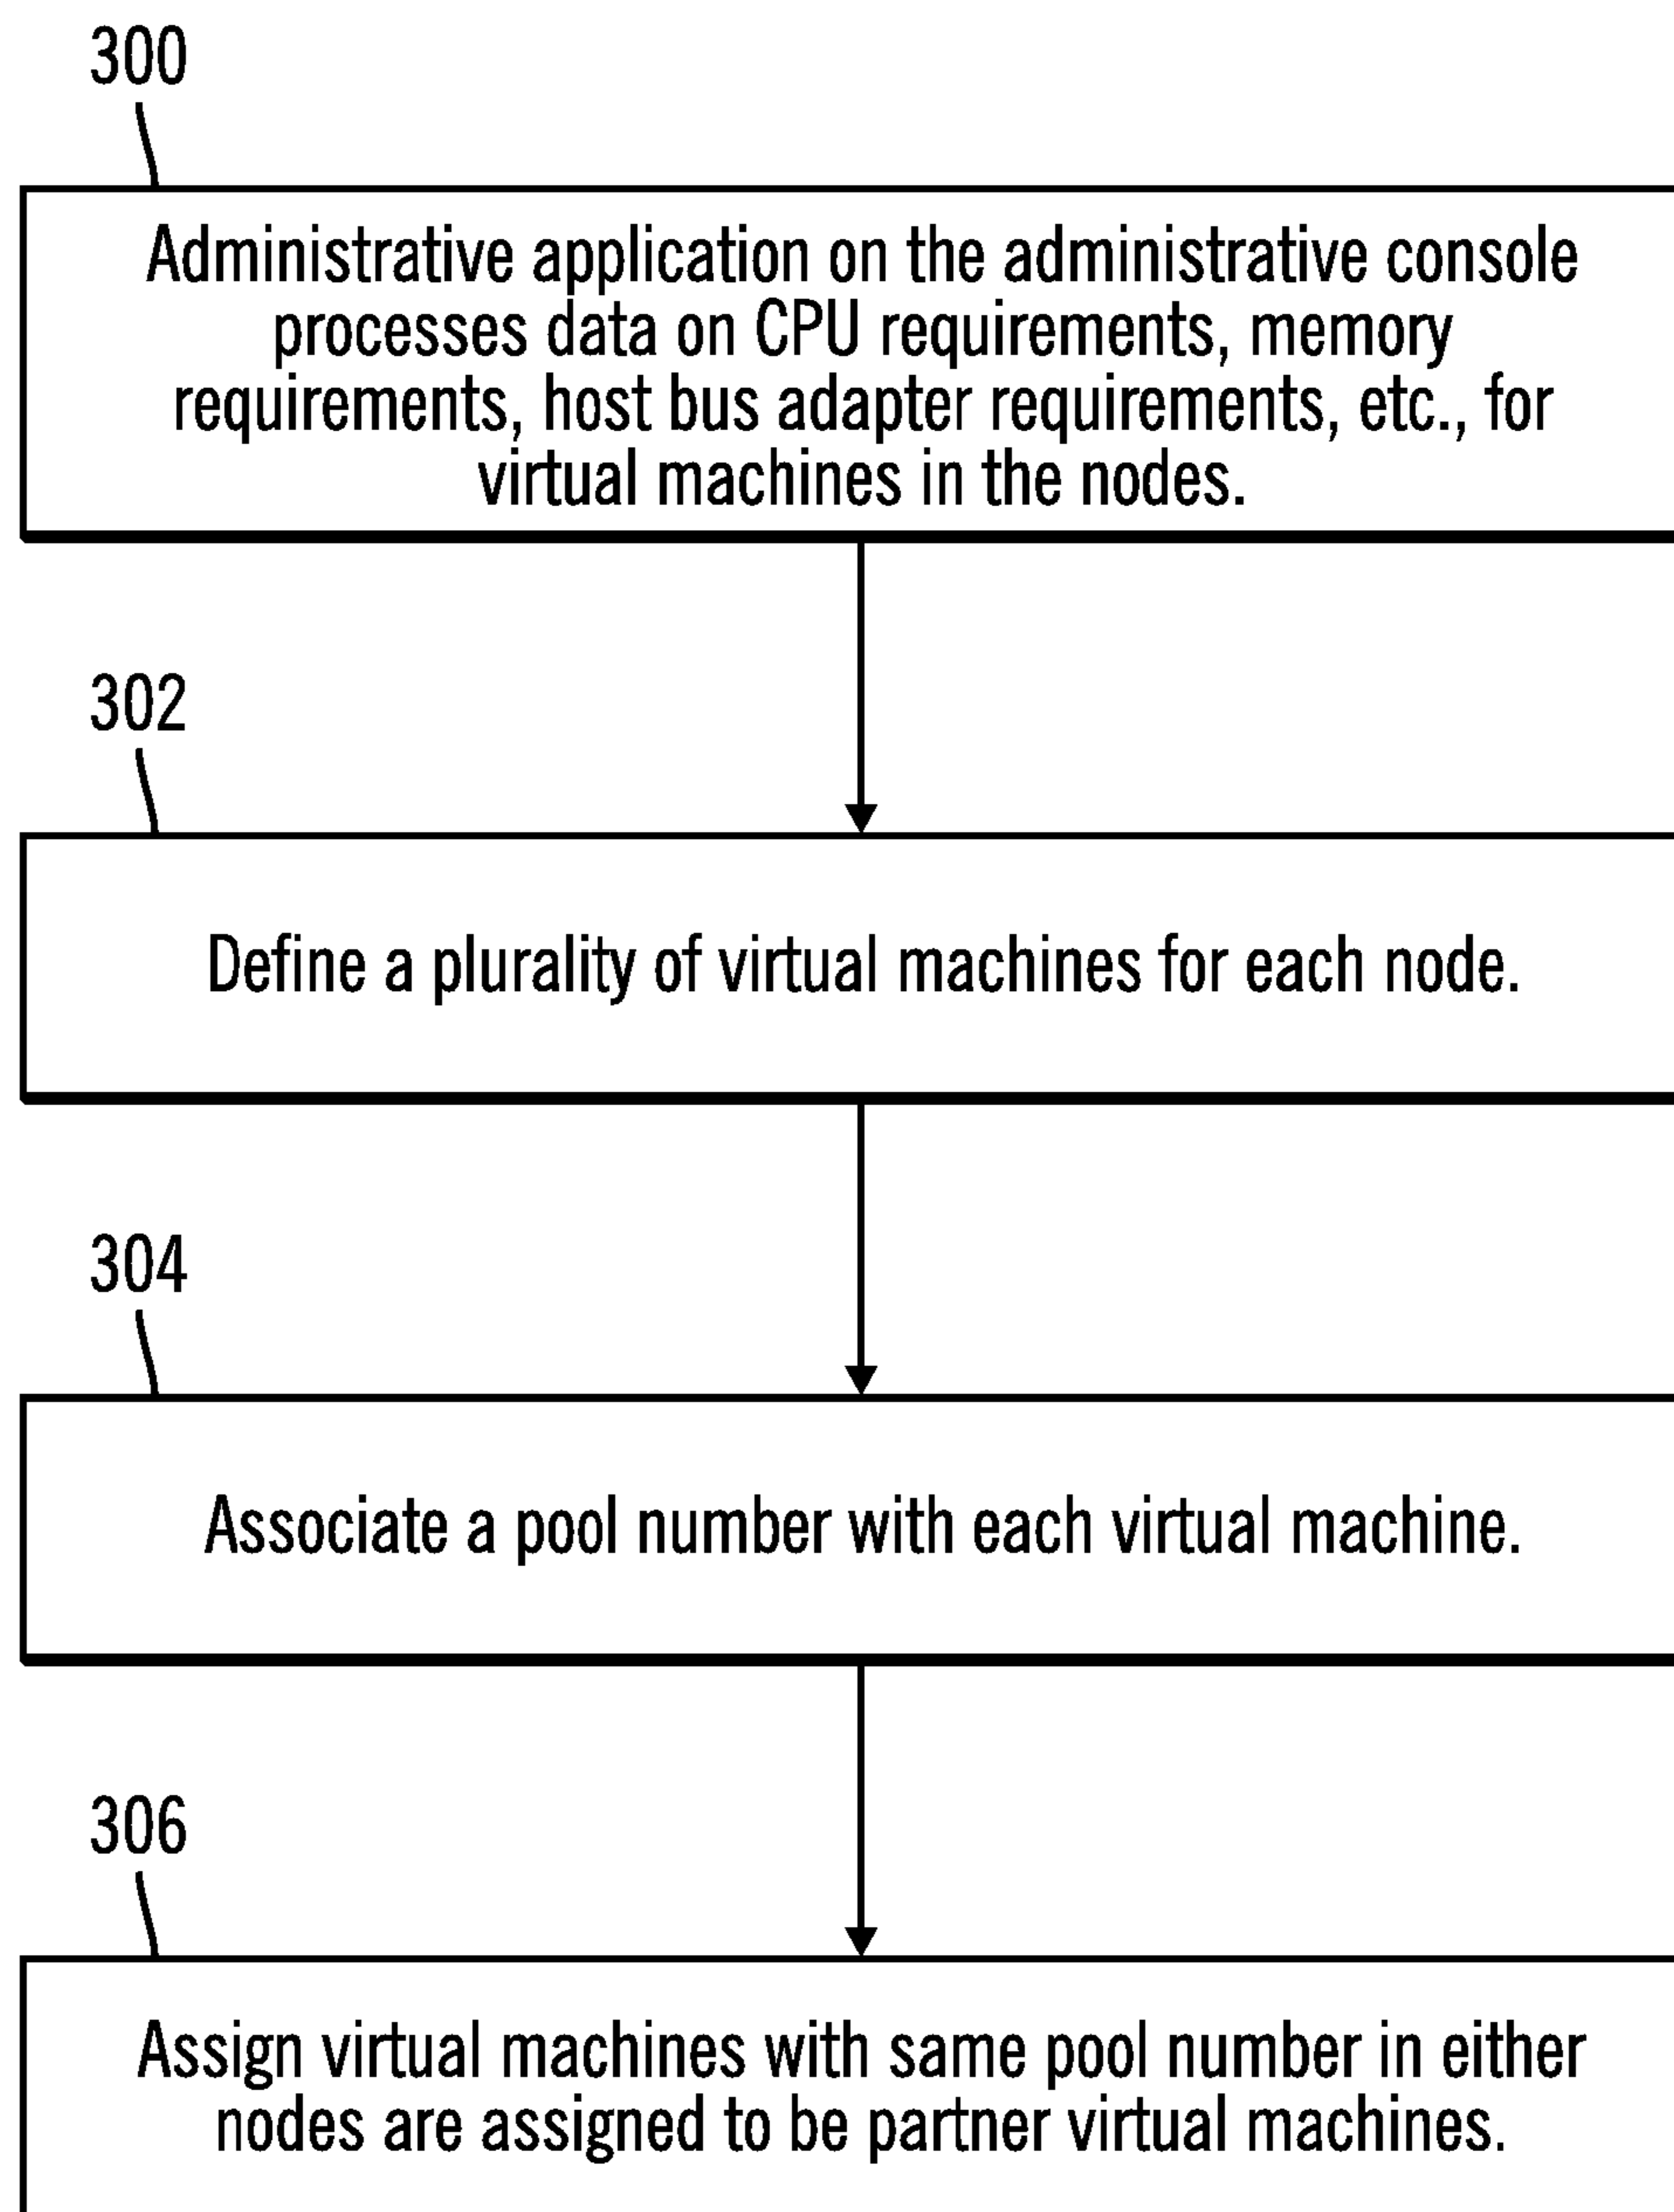 300
Administrative application on the administrative console
processes data on CPU requirements, memory
requirements, host bus adapter requirements, etc., for
virtual machines in the nodes.
302
Define a plurality of virtual machines for each node.
304
Associate a pool number with each virtual machine.
306
Assign virtual machines with same pool number in either
nodes are assigned to be partner virtual machines.